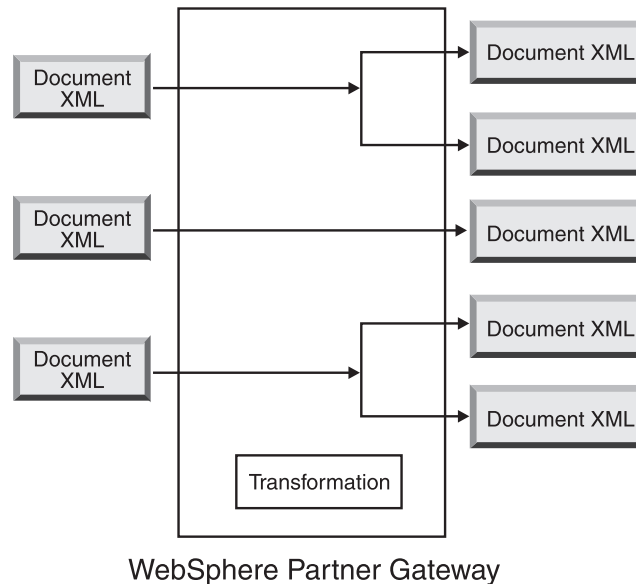 Document
XML
Document
XML
Document
XML
Document XML
Document XML
Document XML
Document XML
Document XML
Transformation
WebSphere Partner Gateway